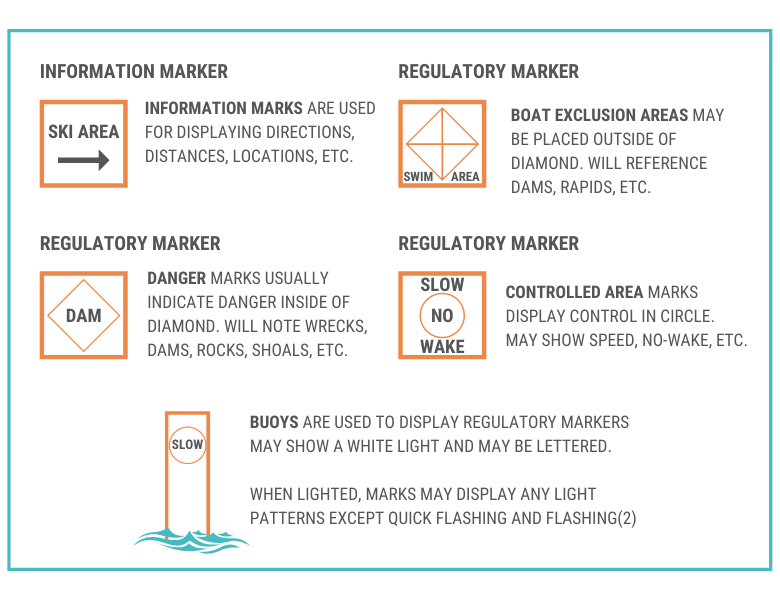 INFORMATION MARKER
SKI AREA
INFORMATION MARKS ARE USED
FOR DISPLAYING DIRECTIONS,
DISTANCES, LOCATIONS, ETC.
REGULATORY MARKER
SWIM AREA
BOAT EXCLUSION AREAS MAY
BE PLACED OUTSIDE OF
DIAMOND. WILL REFERENCE
DAMS, RAPIDS, ETC.
REGULATORY MARKER
DAM
DANGER MARKS USUALLY
INDICATE DANGER INSIDE OF
DIAMOND. WILL NOTE WRECKS,
DAMS, ROCKS, SHOALS, ETC.
REGULATORY MARKER
SLOW
NO
WAKE
CONTROLLED AREA MARKS
DISPLAY CONTROL IN CIRCLE.
MAY SHOW SPEED, NO-WAKE, ETC.
SLOW
BUOYS ARE USED TO DISPLAY REGULATORY MARKERS
MAY SHOW A WHITE LIGHT AND MAY BE LETTERED.
WHEN LIGHTED, MARKS MAY DISPLAY ANY LIGHT
PATTERNS EXCEPT QUICK FLASHING AND FLASHING(2)